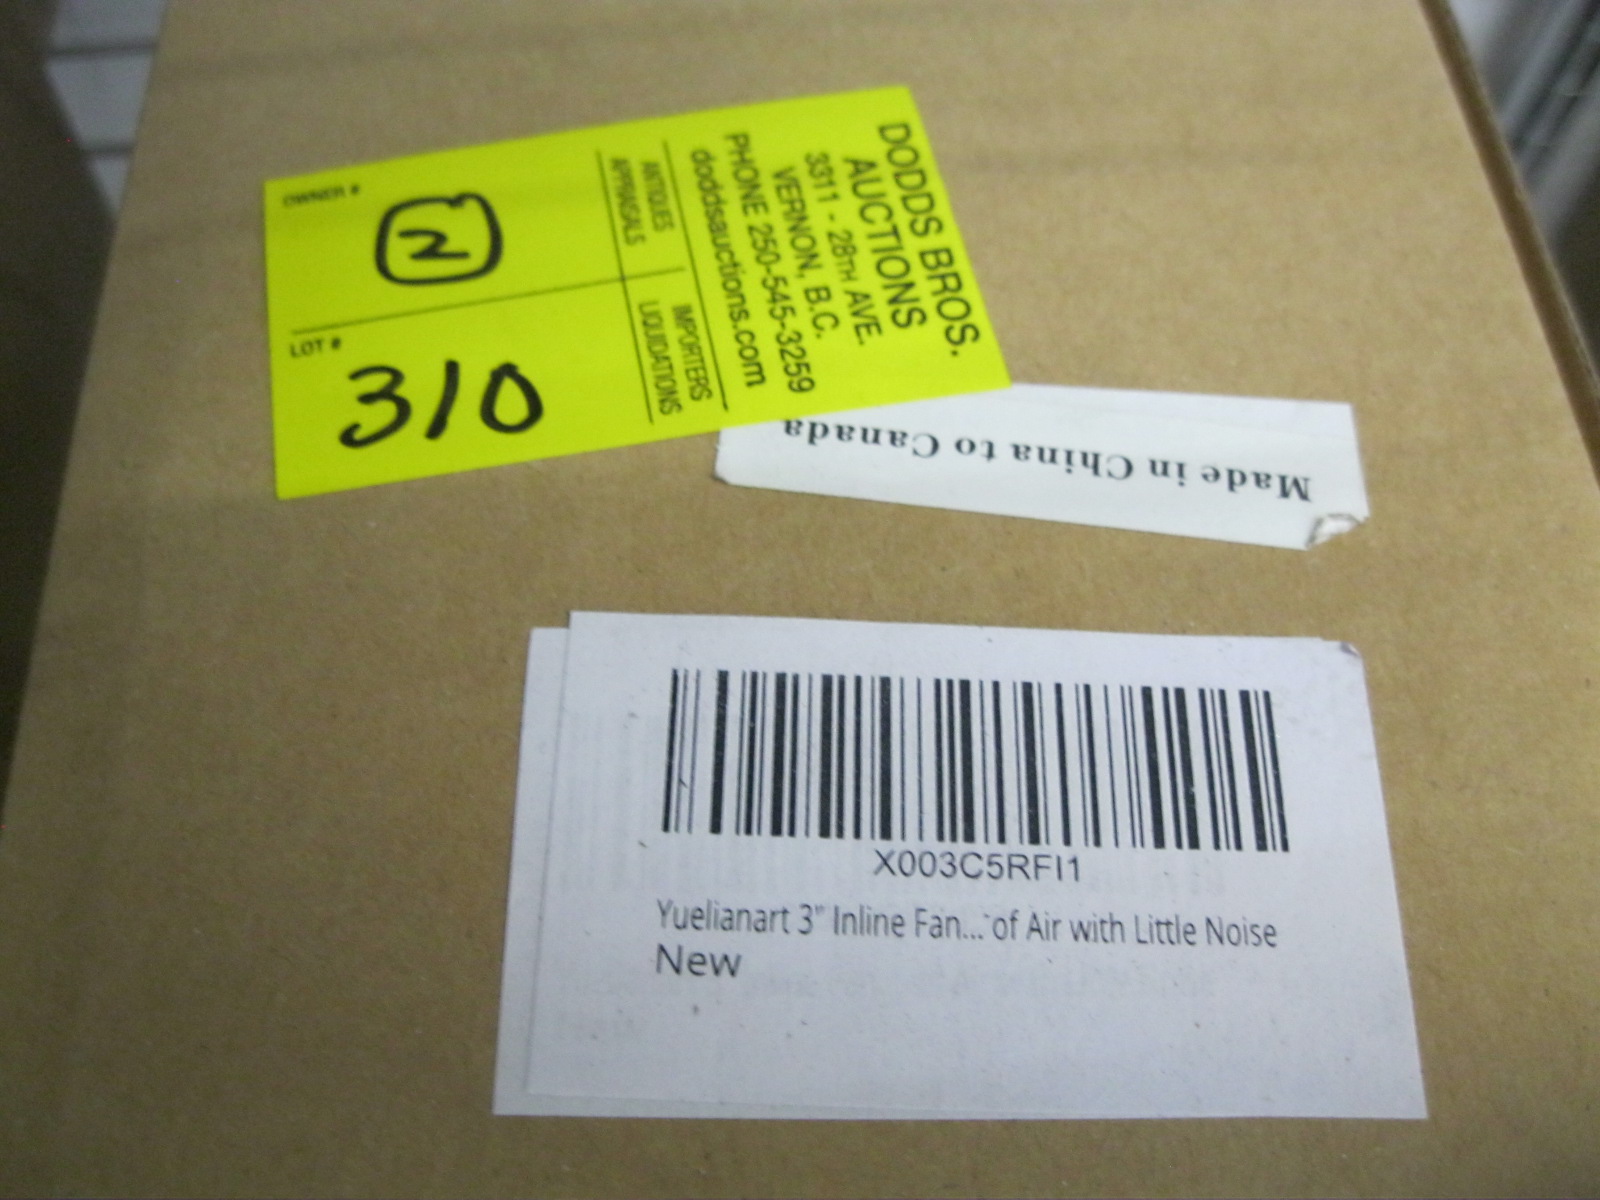 DODDS BROS.
AUCTIONS
3311 - 28TH AVE.
VERNON, B.C.
PHONE 250-545-3259
doddsauctions.com
ANTIQUES
APPRAISALS
IMPORTERS
LIQUIDATIONS
OWNER #
N
LOT #
310
Made in China to Canada
X003C5RFI1
Yuelianart 3" Inline Fan... of Air with Little Noise
New